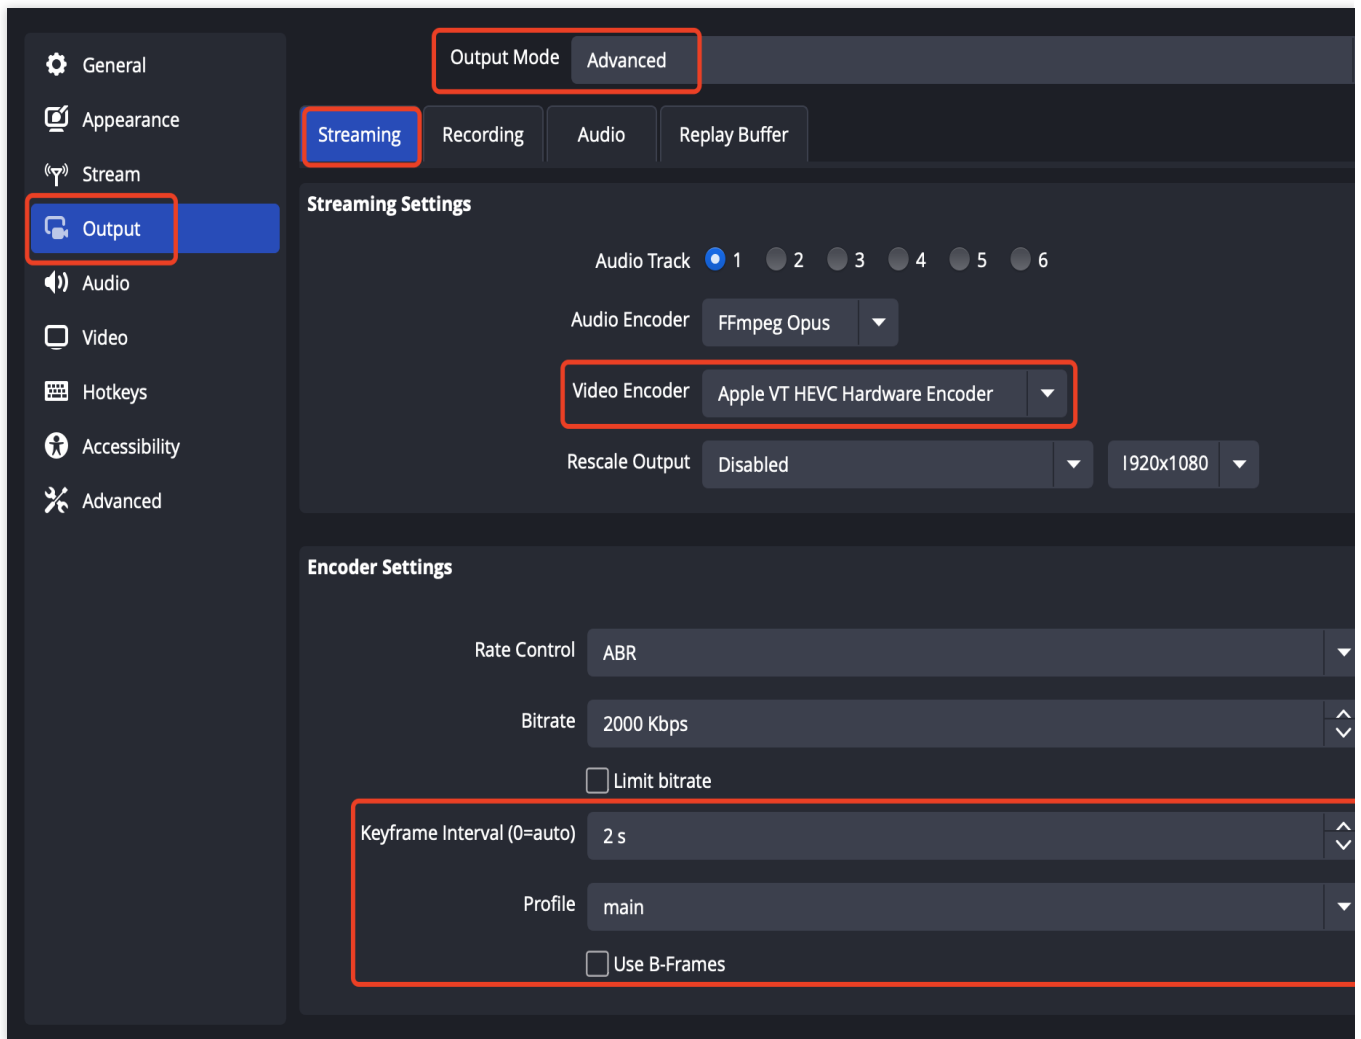 General
Appearance
Stream
Output
Audio
Video
Hotkeys
Accessibility
Advanced
Output Mode Advanced
Streaming Recording Audio Replay Buffer
Streaming Settings
Audio Track 1 2 3 4 5 6
Audio Encoder FFmpeg Opus
Video Encoder Apple VT HEVC Hardware Encoder
Rescale Output Disabled 1920x1080
Encoder Settings
Rate Control ABR
Bitrate 2000 Kbps
Limit bitrate
Keyframe Interval (0=auto) 2 s
Profile main
Use B-Frames